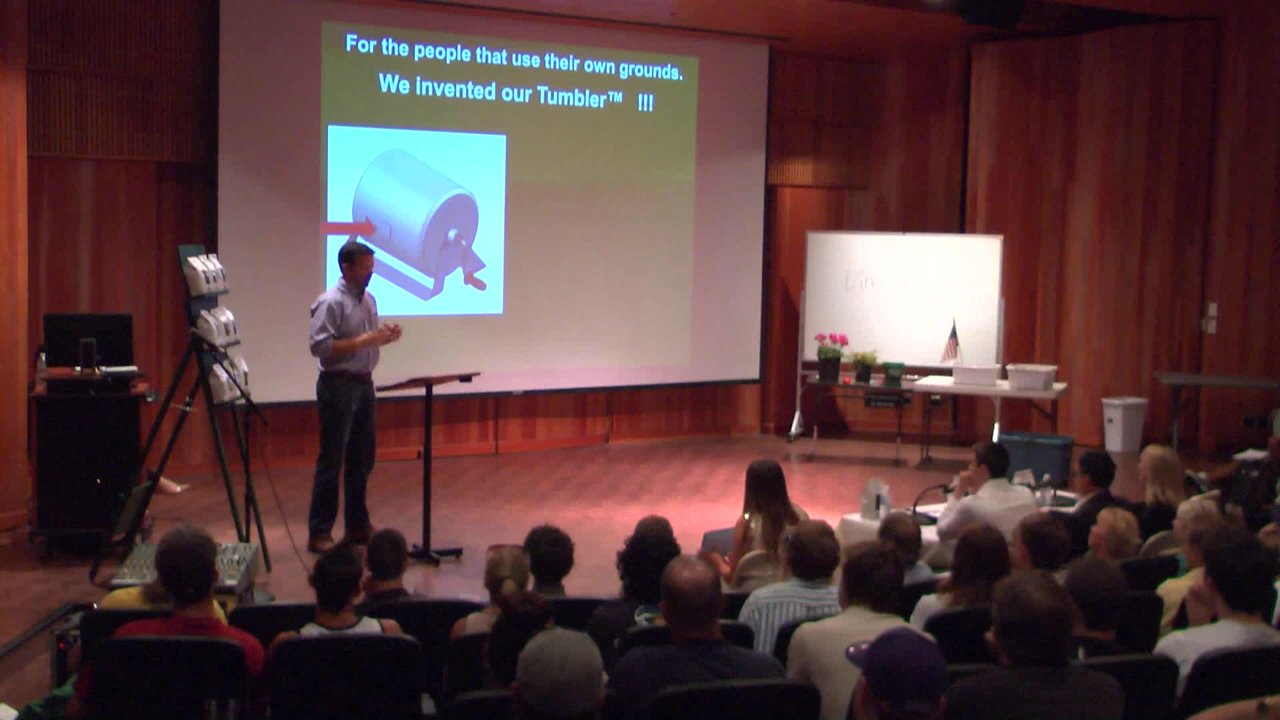 For the people that use their own grounds.
We invented our Tumbler™ !!!